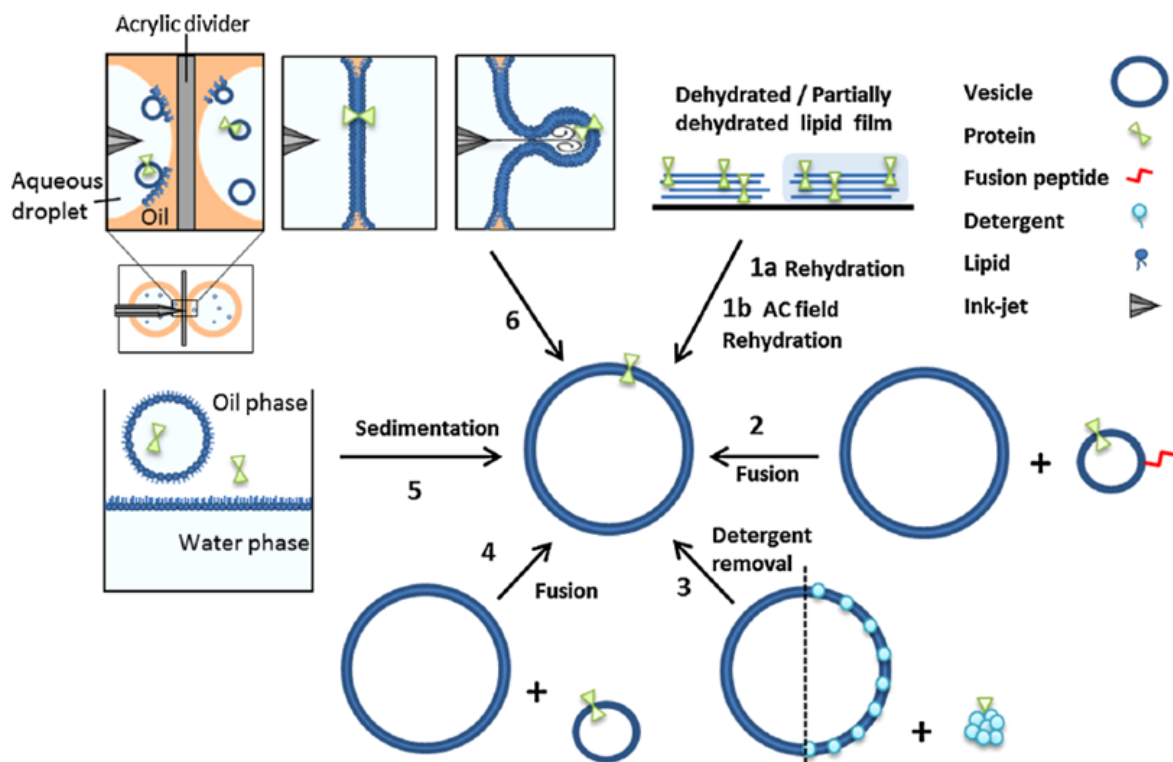 Acrylic divider
Aqueous
droplet
Oil
Dehydrated / Partially
dehydrated lipid film
Vesicle
Protein
Fusion peptide
Detergent
Lipid
Ink-jet
6
1a Rehydration
1b AC field
Rehydration
Oil phase
Water phase
Sedimentation
5
2
Fusion
+
4
Fusion
+
Detergent
removal
3
+